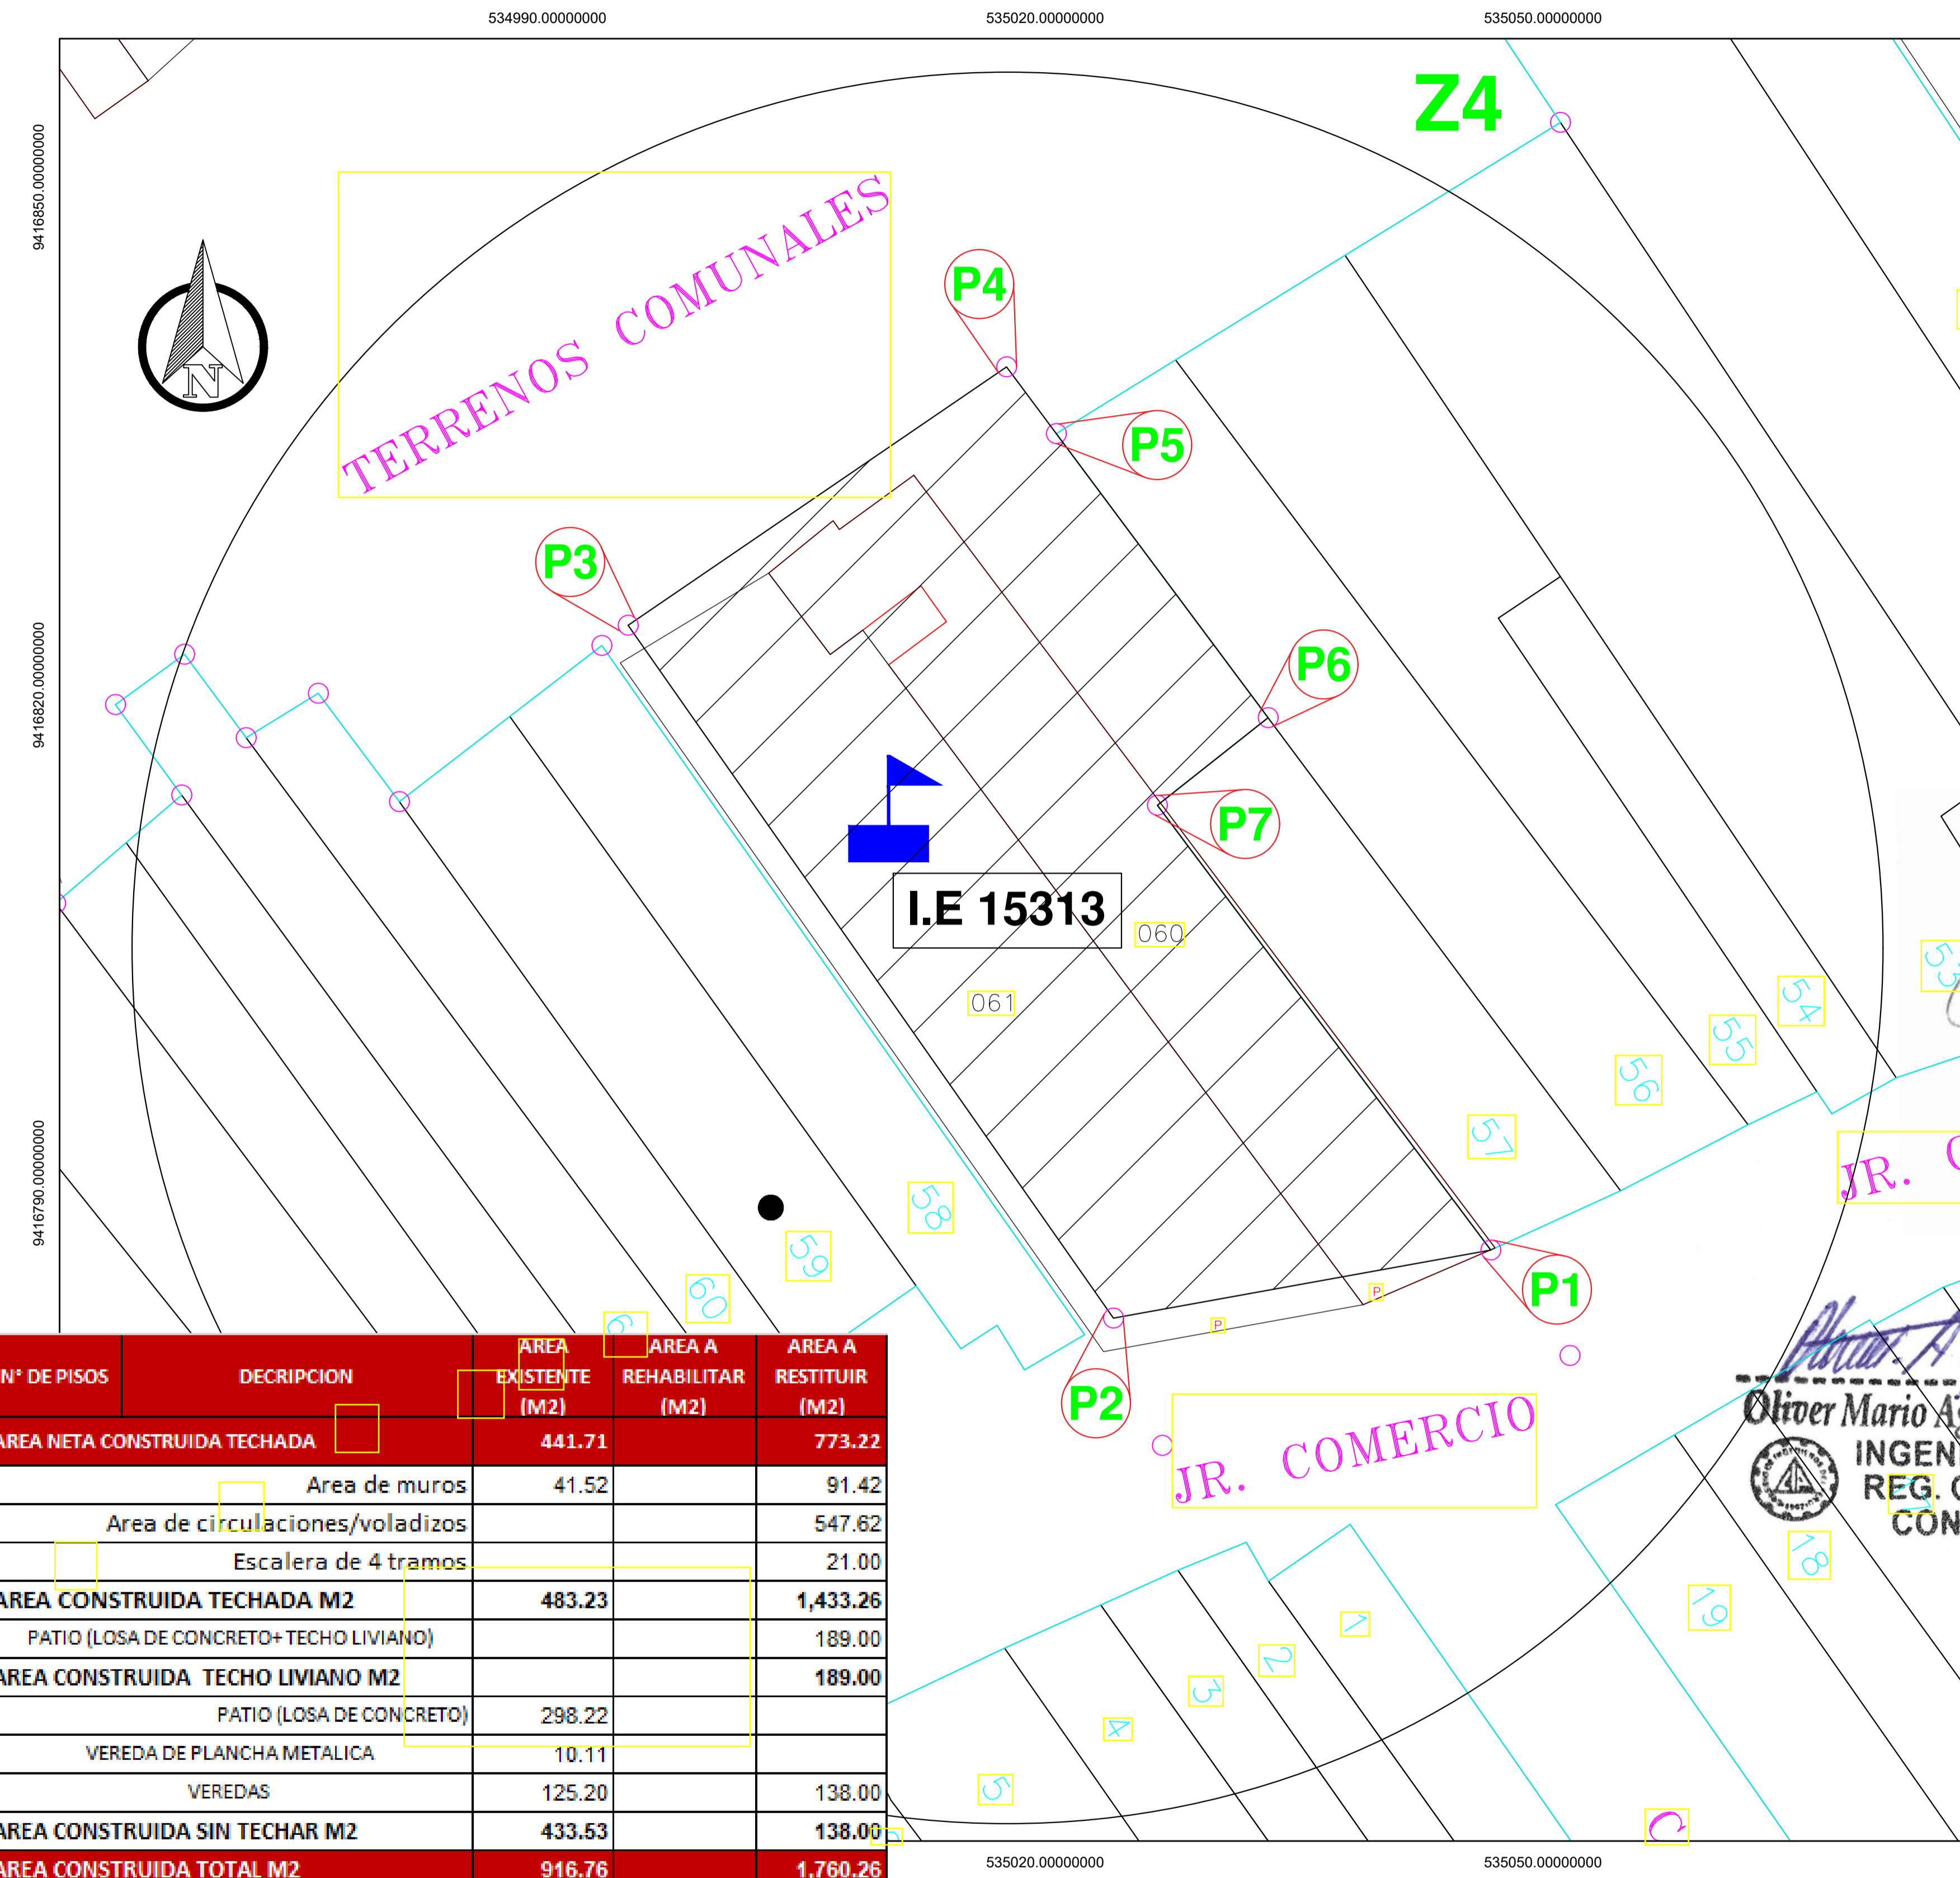 534990.00000000
535020.00000000
535050.00000000
9416850.00000000
9416820.00000000
9416790.00000000
Z4
TERRENOS COMUNALES
N
P4
P5
P3
P6
P7
I.E 15313
060
061
53
54
55
56
57
58
59
60
6
P1
P2
P
P
JR. C
JR. COMERCIO
Oliver Mario A
INGEN
REG. C
CON
18
19
1
2
3
4
5
C
N° DE PISOS DECRIPCION AREA EXISTENTE (M2) AREA A REHABILITAR (M2) AREA A RESTITUIR (M2)
AREA NETA CONSTRUIDA TECHADA 441.71 773.22
Area de muros 41.52 91.42
Area de circulaciones/voladizos 547.62
Escalera de 4 tramos 21.00
AREA CONSTRUIDA TECHADA M2 483.23 1,433.26
PATIO (LOSA DE CONCRETO+ TECHO LIVIANO) 189.00
AREA CONSTRUIDA TECHO LIVIANO M2 189.00
PATIO (LOSA DE CONCRETO) 298.22
VEREDA DE PLANCHA METALICA 10.11
VEREDAS 125.20 138.00
AREA CONSTRUIDA SIN TECHAR M2 433.53 138.00
AREA CONSTRUIDA TOTAL M2 916.76 1,760.26
535020.00000000
535050.00000000